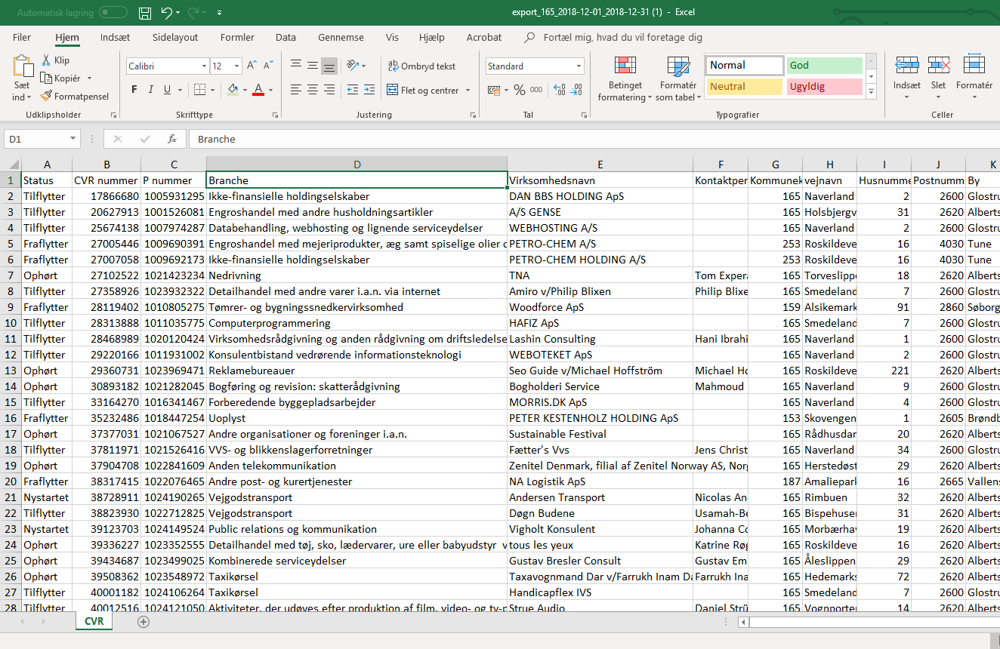 Automatisk lagring export_165_2018-12-01_2018-12-31 (1) - Excel
Filer Hjem Indsæt Sidelayout Formler Data Gennemse Vis Hjælp Acrobat Fortæl mig, hvad du vil foretage dig
Sæt ind Klip Kopiér Formatpensel
Calibri 12 A A
F K U A
ab Ombryd tekst
Flet og centrer
Standard
% 000 ,00 ,00
Betinget formatering Formatér som tabel
Normal God
Neutral Ugyldig
Indsæt Slet Formatér
Udklipsholder Skrifttype Justering Tal Typografier Celler
D1 fx Branche
A B C D E F G H I J K
1 Status CVR nummer P nummer Branche Virksomhedsnavn Kontaktper Kommunek vejnavn Husnumme Postnumm By
2 Tilflytter 17866680 1005931295 Ikke-finansielle holdingselskaber DAN BBS HOLDING ApS 165 Naverland 2 2600 Glostru
3 Tilflytter 20627913 1001526081 Engroshandel med andre husholdningsartikler A/S GENSE 165 Holsbjergv 31 2620 Alberts
4 Tilflytter 25674138 1007974287 Databehandling, webhosting og lignende serviceydelser WEBHOSTING A/S 165 Naverland 2 2600 Glostru
5 Fraflytter 27005446 1009690391 Engroshandel med mejeriprodukter, æg samt spiselige olier o PETRO-CHEM A/S 253 Roskildeve 16 4030 Tune
6 Fraflytter 27007058 1009692173 Ikke-finansielle holdingselskaber PETRO-CHEM HOLDING A/S 253 Roskildeve 16 4030 Tune
7 Ophørt 27102522 1021423234 Nedrivning TNA Tom Expera 165 Torveslippe 18 2620 Alberts
8 Tilflytter 27358926 1023932322 Detailhandel med andre varer i.a.n. via internet Amiro v/Philip Blixen Philip Blixe 165 Smedeland 7 2600 Glostru
9 Fraflytter 28119402 1010805275 Tømrer- og bygningssnedkervirksomhed Woodforce ApS 159 Alsikemark 91 2860 Søborg
10 Tilflytter 28313888 1011035775 Computerprogrammering HAFIZ ApS 165 Smedeland 7 2600 Glostru
11 Tilflytter 28468989 1020120424 Virksomhedsrådgivning og anden rådgivning om driftsledelse Lashin Consulting Hani Ibrahi 165 Naverland 1 2600 Glostru
12 Tilflytter 29220166 1011931002 Konsulentbistand vedrørende informationsteknologi WEBOTEKET ApS 165 Naverland 2 2600 Glostru
13 Ophørt 29360731 1023969471 Reklamebureauer Seo Guide v/Michael Hoffström Michael Ho 165 Roskildeve 221 2620 Alberts
14 Ophørt 30893182 1021282045 Bogføring og revision: skatterådgivning Bogholderi Service Mahmoud 165 Naverland 9 2600 Glostru
15 Tilflytter 33164270 1016341467 Forberedende byggepladsarbejder MORRIS.DK ApS 165 Naverland 4 2600 Glostru
16 Fraflytter 35232486 1018447254 Uoplyst PETER KESTENHOLZ HOLDING ApS 153 Skovengen 1 2605 Brøndb
17 Ophørt 37377031 1021067527 Andre organisationer og foreninger i.a.n. Sustainable Festival 165 Rådhusdam 20 2620 Alberts
18 Tilflytter 37811971 1021526416 VVS- og blikkenslagerforretninger Fætter's Vvs Jens Christ 165 Naverland 34 2600 Glostru
19 Ophørt 37904708 1022841609 Anden telekommunikation Zenitel Denmark, filial af Zenitel Norway AS, Norg 165 Herstedøst 29 2620 Alberts
20 Fraflytter 38317415 1022076465 Andre post- og kurertjenester NA Logistik ApS 187 Amaliepark 16 2665 Vallens
21 Nystartet 38728911 1024190265 Vejgodstransport Andersen Transport Nicolas An 165 Rimbuen 32 2620 Alberts
22 Tilflytter 38823930 1022712825 Vejgodstransport Døgn Budene Usamah-Be 165 Bispehuse 31 2620 Alberts
23 Nystartet 39123703 1024149524 Public relations og kommunikation Vigholt Konsulent Johanna Co 165 Morbærhav 19 2620 Alberts
24 Ophørt 39336227 1023352555 Detailhandel med tøj, sko, lædervarer, ure eller babyudstyr v tous les yeux Katrine Røg 165 Roskildeve 16 2620 Alberts
25 Ophørt 39434687 1023499025 Kombinerede serviceydelser Gustav Bresler Consult Gustav Em 165 Åleslippen 29 2620 Alberts
26 Ophørt 39508362 1023548972 Taxikørsel Taxavognmand Dar v/Farrukh Inam Da Farrukh Ina 165 Hedemarks 72 2620 Alberts
27 Tilflytter 40001182 1024106264 Taxikørsel Handicapflex IVS 165 Smedeland 7 2600 Glostru
28 Tilflytter 40012516 1024121050 Aktiviteter, der udøves efter produktion af film, video- og tv-p Strue Audio Daniel Strü 165 Vognporten 14 2620 Alberts
CVR